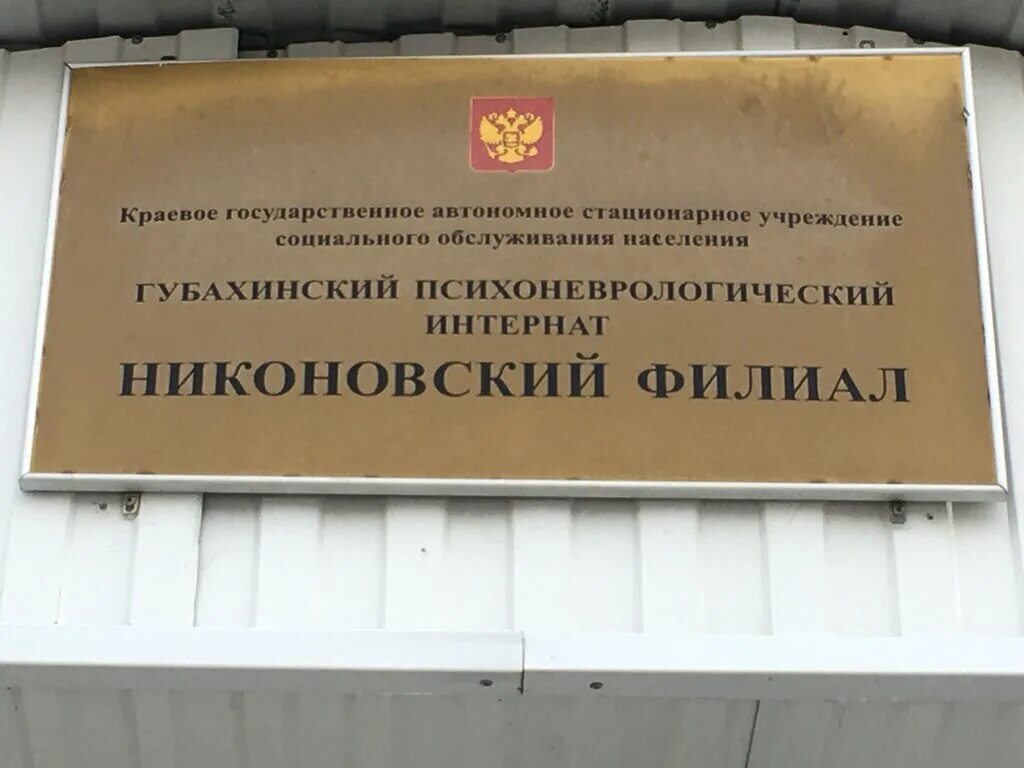 Краевое государственное автономное стационарное учреждение
социального обслуживания населения
ГУБАХИНСКИЙ ПСИХОНЕВРОЛОГИЧЕСКИЙ
ИНТЕРНАТ
НИКОНОВСКИЙ ФИЛИАЛ